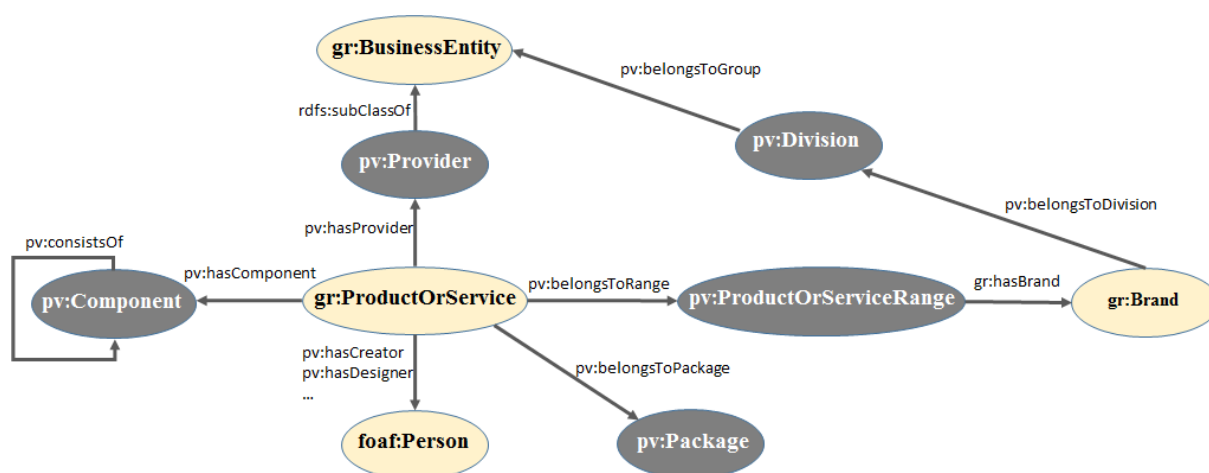 gr:BusinessEntity
pv:belongsToGroup
rdfs:subClassOf
pv:Division
pv:Provider
pv:belongsToDivision
pv:hasProvider
pv:consistsOf
pv:hasComponent
pv:Component
gr:ProductOrService
pv:belongsToRange
pv:ProductOrServiceRange
gr:hasBrand
gr:Brand
pv:hasCreator
pv:hasDesigner
...
pv:belongsToPackage
foaf:Person
pv:Package